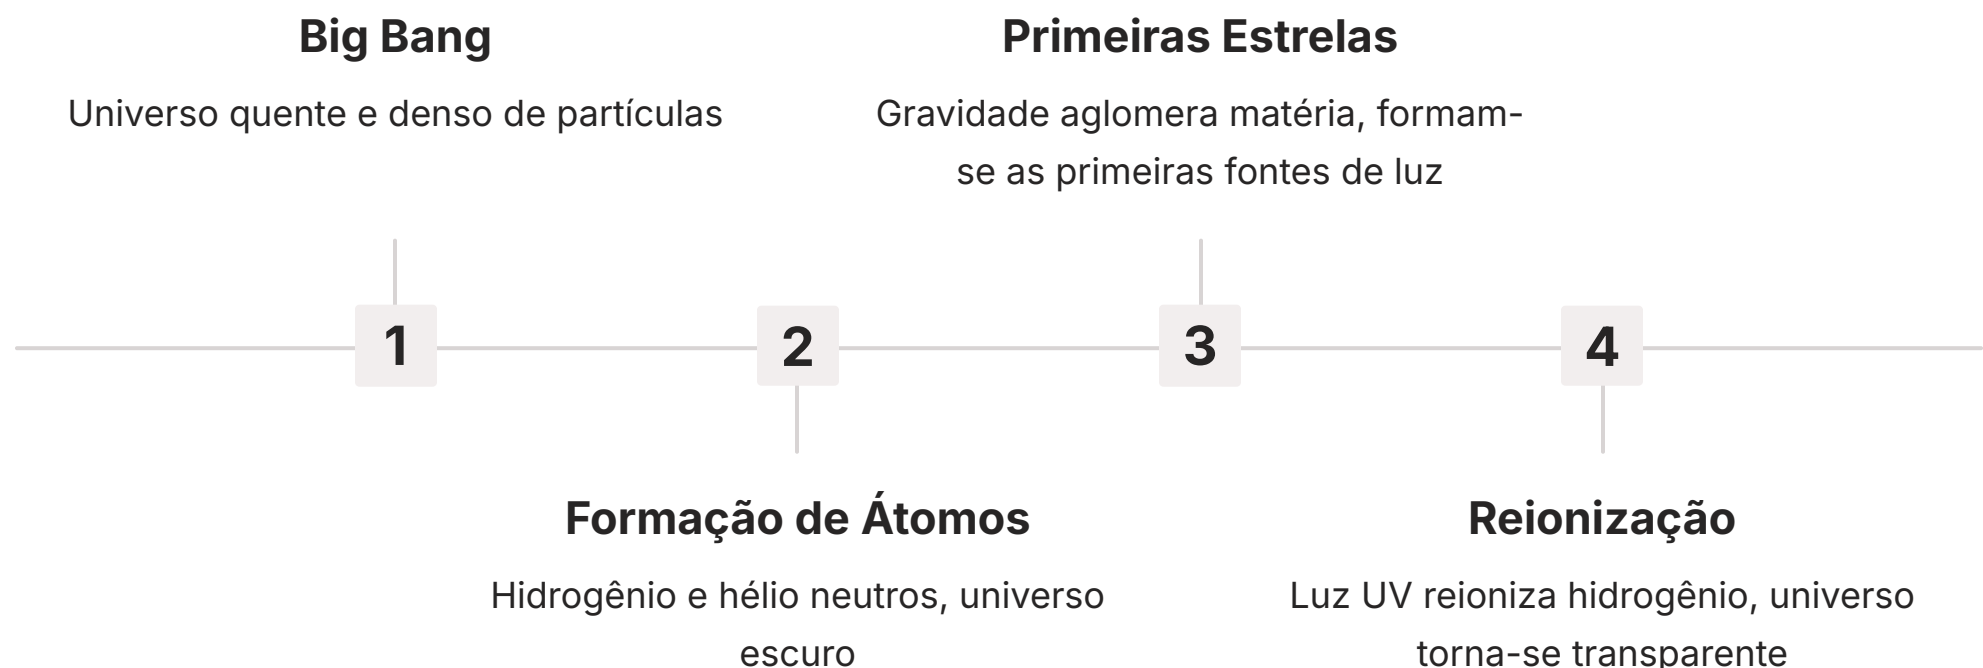 Big Bang
Universo quente e denso de partículas
Primeiras Estrelas
Gravidade aglomera matéria, formam-
se as primeiras fontes de luz
1
2
3
4
Formação de Átomos
Hidrogênio e hélio neutros, universo
escuro
Reionização
Luz UV reioniza hidrogênio, universo
torna-se transparente